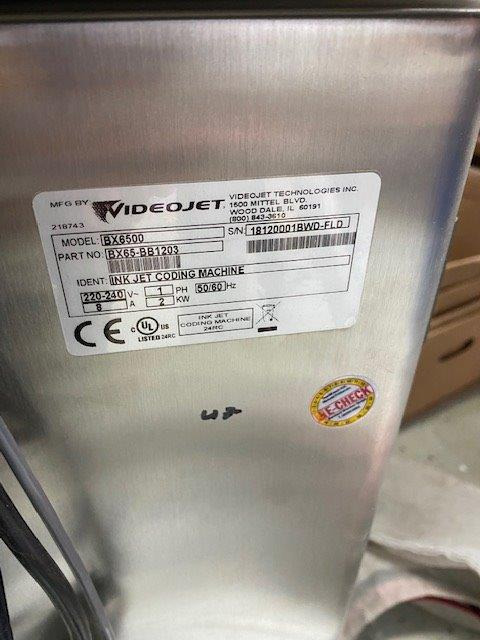 MFG BY VIDEOJET. VIDEOJET TECHNOLOGIES INC.
1500 MITTEL BLVD.
WOOD DALE, IL 60191
(800) 843-3610
218743
MODEL: BX6500
S/N: 18120001BWD-FLD
PART NO: BX65-BB1203
IDENT: INK JET CODING MACHINE
220-240 V~ 1 PH 50/60 Hz
8 A 2 KW
CE c UL US
LISTED 24RC
INK JET
CODING MACHINE
24RC
E-CHECK